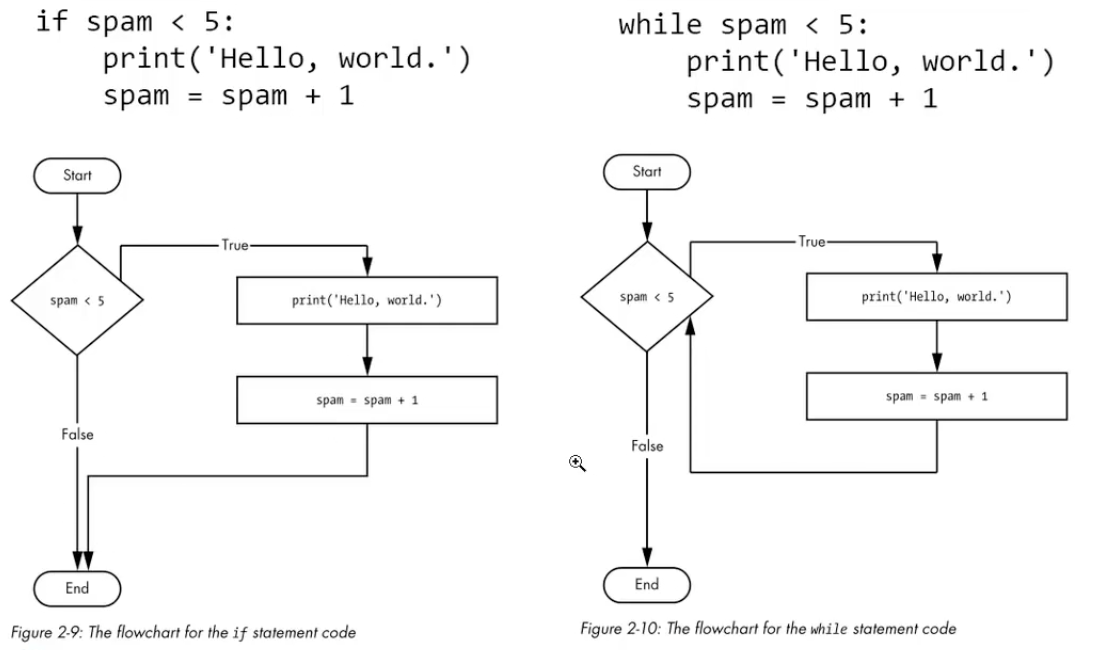 if spam < 5:
    print('Hello, world.')
    spam = spam + 1
Start
True
spam < 5
print('Hello, world.')
spam = spam + 1
False
End
Figure 2-9: The flowchart for the if statement code
while spam < 5:
    print('Hello, world.')
    spam = spam + 1
Start
True
spam < 5
print('Hello, world.')
spam = spam + 1
False
End
Figure 2-10: The flowchart for the while statement code